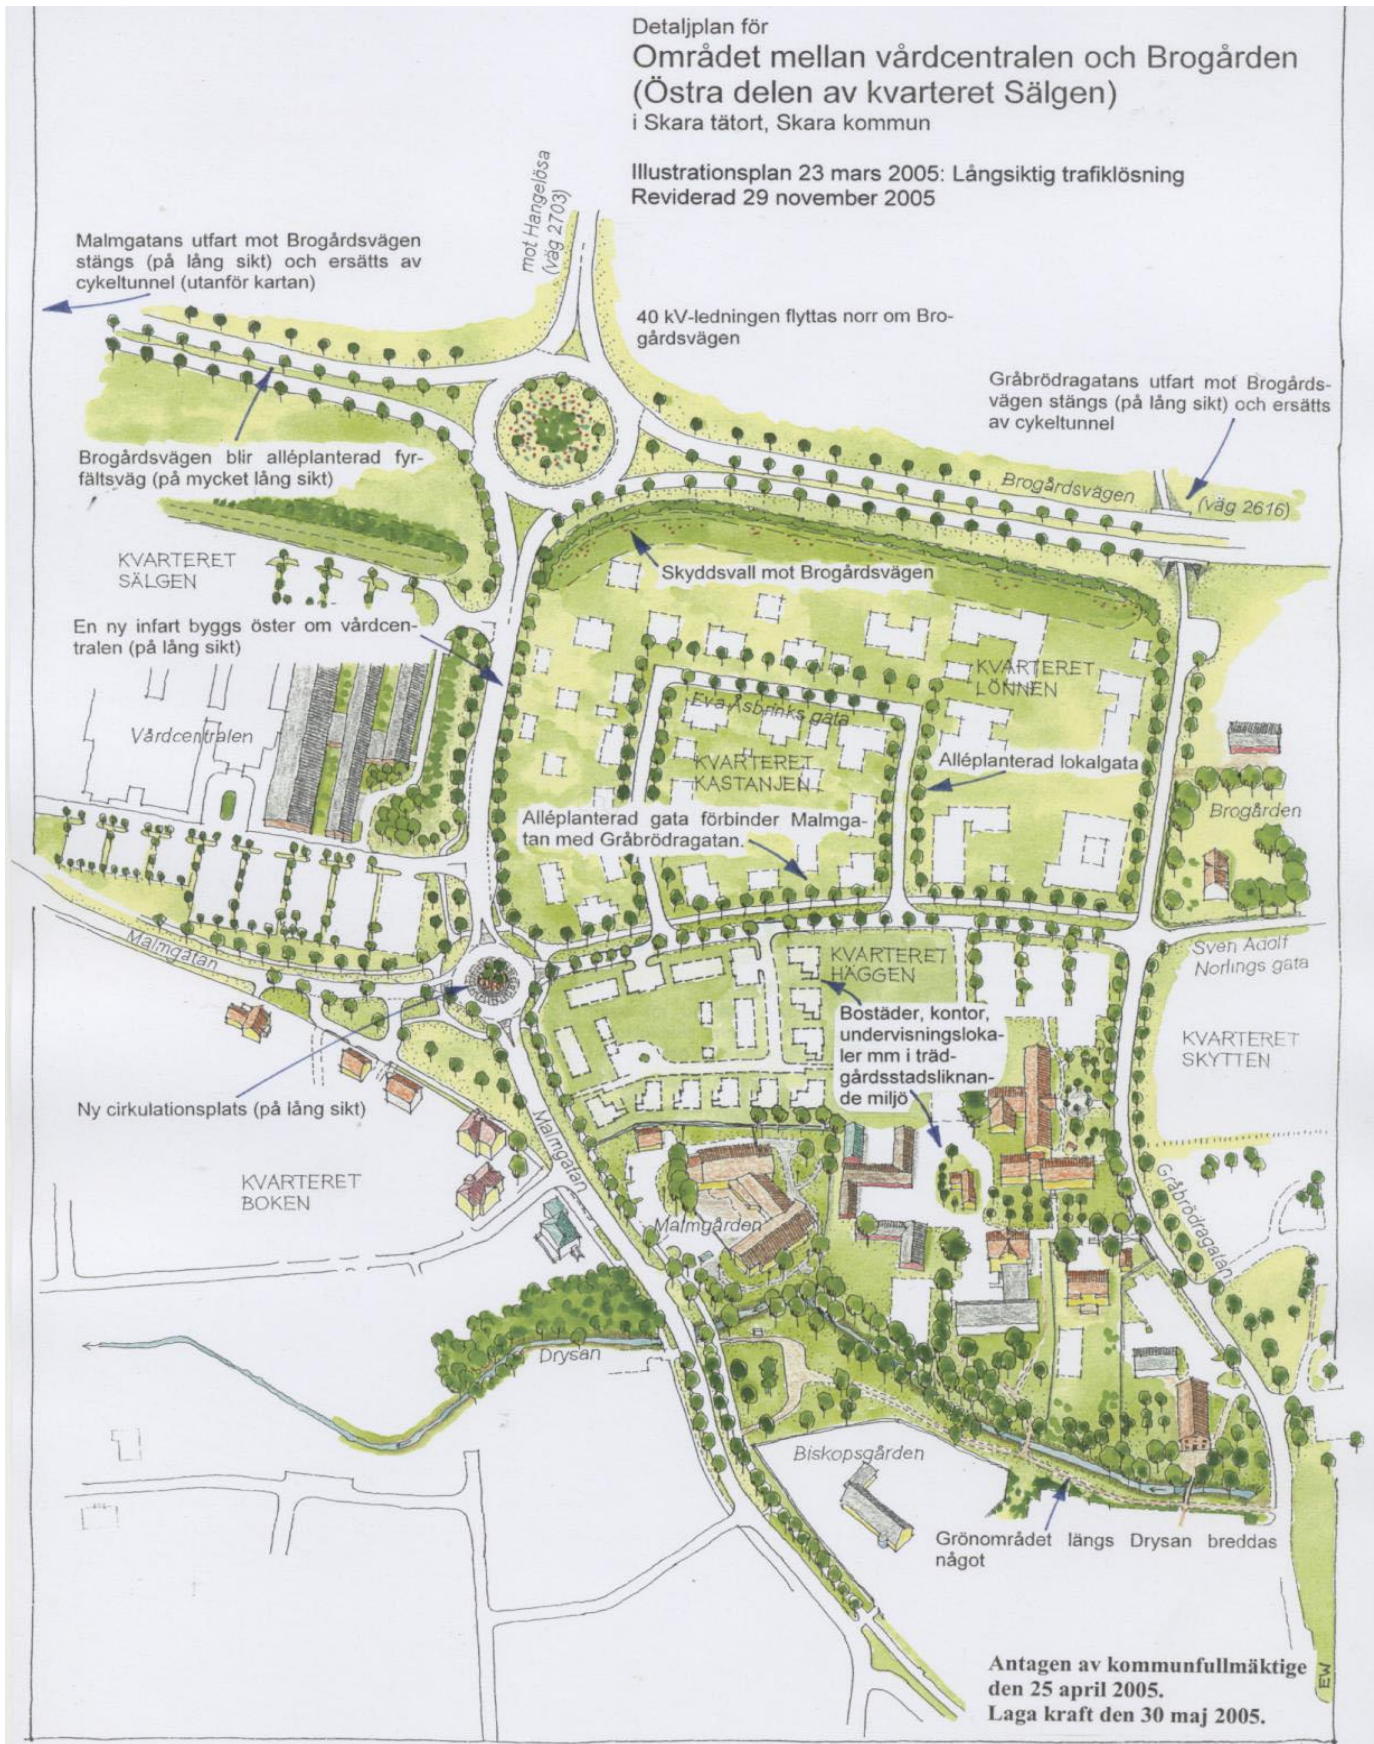 Detaljplan för
Området mellan vårdcentralen och Brogården
(Östra delen av kvarteret Sälgen)
i Skara tätort, Skara kommun
Illustrationsplan 23 mars 2005: Långsiktig trafiklösning
Reviderad 29 november 2005
mot Hangelösa
(väg 2703)
Malmgatans utfart mot Brogårdsvägen
stängs (på lång sikt) och ersätts av
cykeltunnel (utanför kartan)
40 kV-ledningen flyttas norr om Bro-
gårdsvägen
Gråbrödragatans utfart mot Brogårds-
vägen stängs (på lång sikt) och ersätts
av cykeltunnel
Brogårdsvägen blir alléplanterad fyr-
fältsväg (på mycket lång sikt)
Brogårdsvägen
(väg 2616)
KVARTERET
SÄLGEN
Skyddsvall mot Brogårdsvägen
En ny infart byggs öster om vårdcen-
tralen (på lång sikt)
KVARTERET
LÖNNEN
Eva Asbrinks gata
Vårdcentralen
KVARTERET
KASTANJEN
Alléplanterad lokalgata
Alléplanterad gata förbinder Malmga-
tan med Gråbrödragatan.
Brogården
Malmgatan
KVARTERET
HÄGGEN
Sven Adolf
Norlings gata
Bostäder, kontor,
undervisningsloka-
ler mm i träd-
gårdsstadsliknan-
de miljö
KVARTERET
SKYTTEN
Ny cirkulationsplats (på lång sikt)
Malmgatan
KVARTERET
BOKEN
Malmgården
Gråbrödragatan
Drysan
Biskopsgården
Grönområdet längs Drysan breddas
något
Antagen av kommunfullmäktige
den 25 april 2005.
Laga kraft den 30 maj 2005.
EW